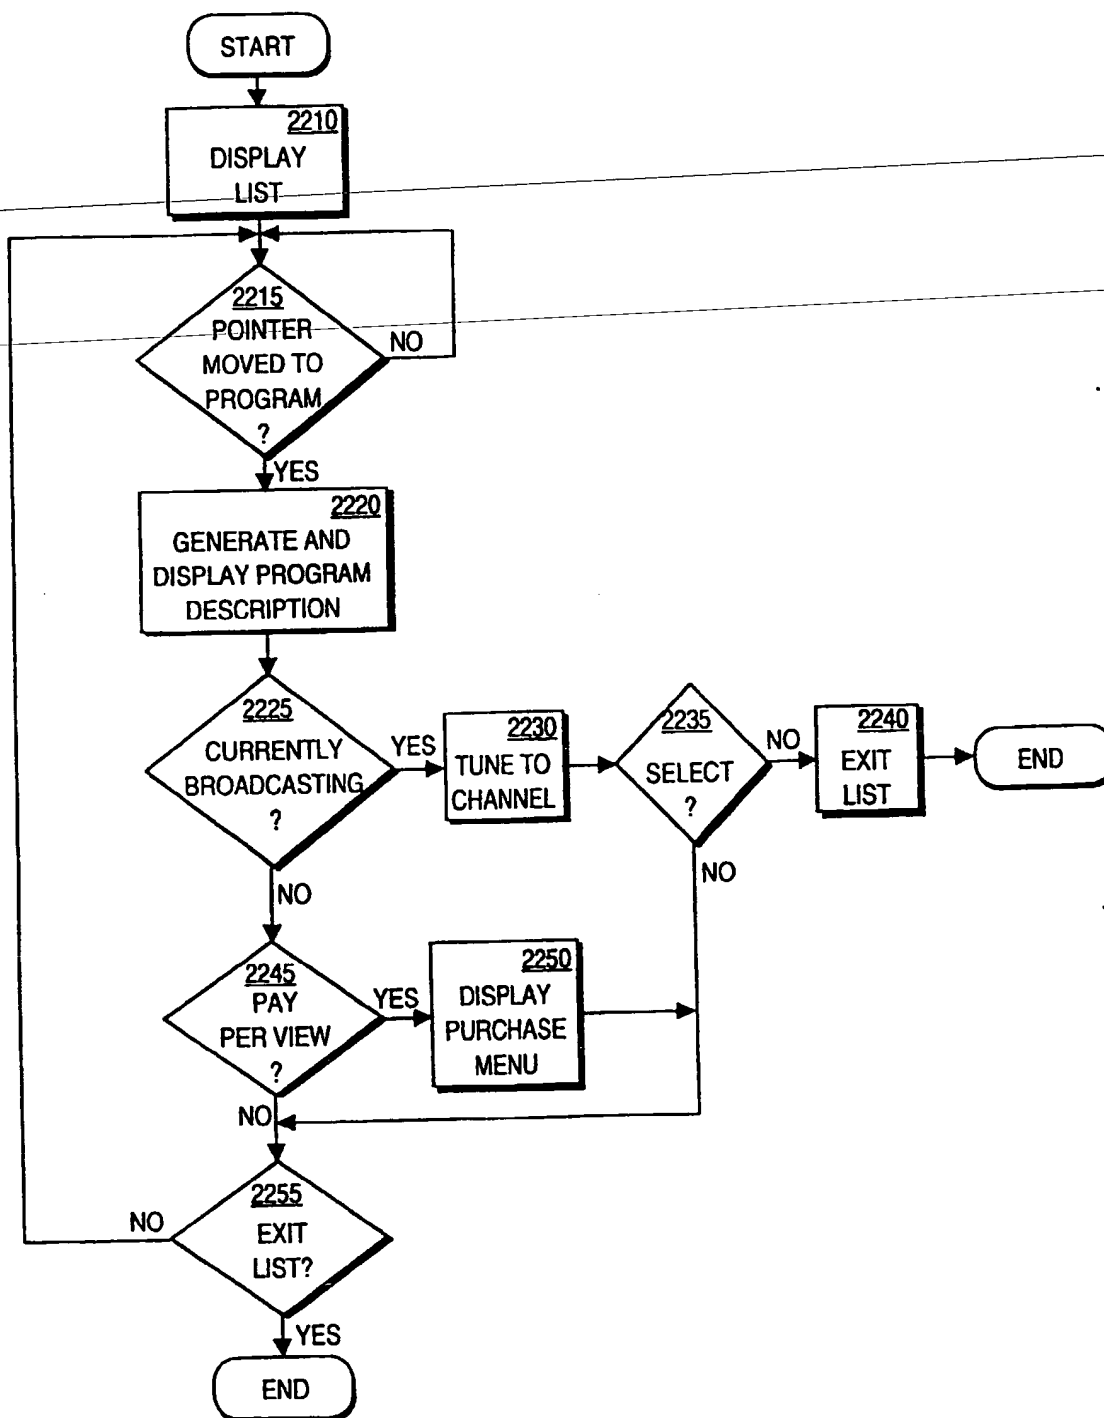 START
2210
DISPLAY
LIST
2215
POINTER
MOVED TO
PROGRAM
?
NO
YES
2220
GENERATE AND
DISPLAY PROGRAM
DESCRIPTION
2225
CURRENTLY
BROADCASTING
?
YES
2230
TUNE TO
CHANNEL
2235
SELECT
?
NO
2240
EXIT
LIST
END
NO
NO
2245
PAY
PER VIEW
?
YES
2250
DISPLAY
PURCHASE
MENU
NO
2255
EXIT
LIST?
NO
YES
END